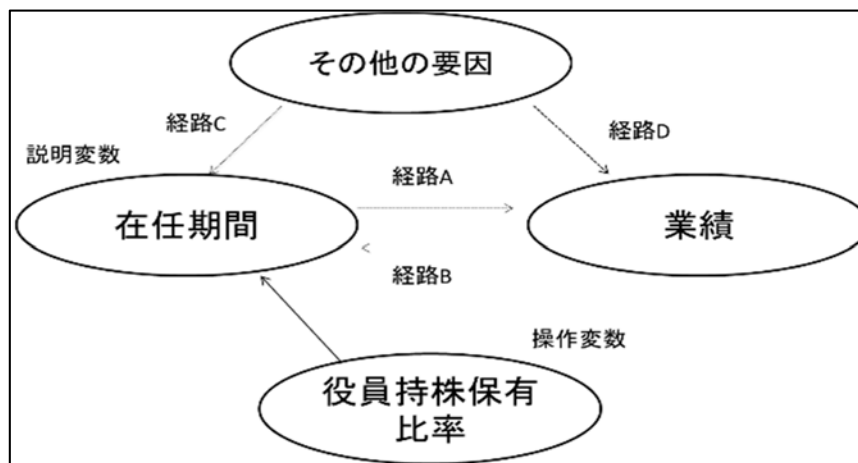 その他の要因
経路C
経路D
説明変数
経路A
在任期間
業績
経路B
操作変数
役員持株保有
比率